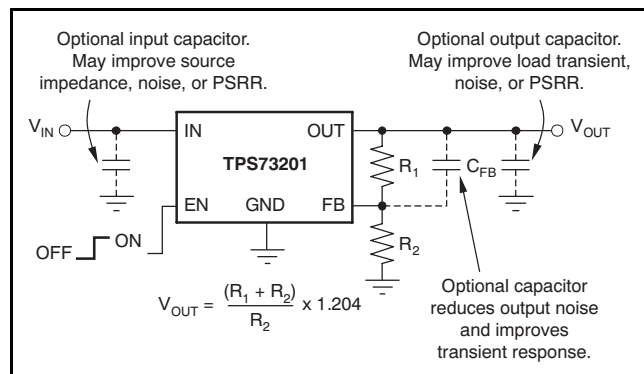 Optional input capacitor.
May improve source
impedance, noise, or PSRR.
Optional output capacitor.
May improve load transient,
noise, or PSRR.
V_IN
IN
OUT
V_OUT
TPS73201
R_1
C_FB
EN
GND
FB
OFF
ON
R_2
V_OUT = (R_1 + R_2) / R_2 x 1.204
Optional capacitor
reduces output noise
and improves
transient response.